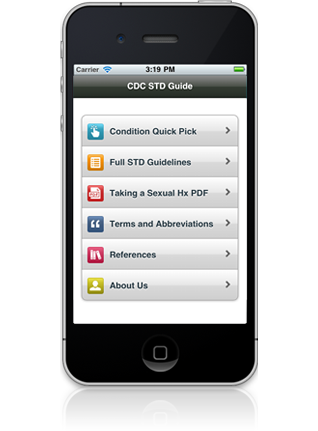 Carrier 3:19 PM
CDC STD Guide
Condition Quick Pick
Full STD Guidelines
Taking a Sexual Hx PDF
Terms and Abbreviations
References
About Us